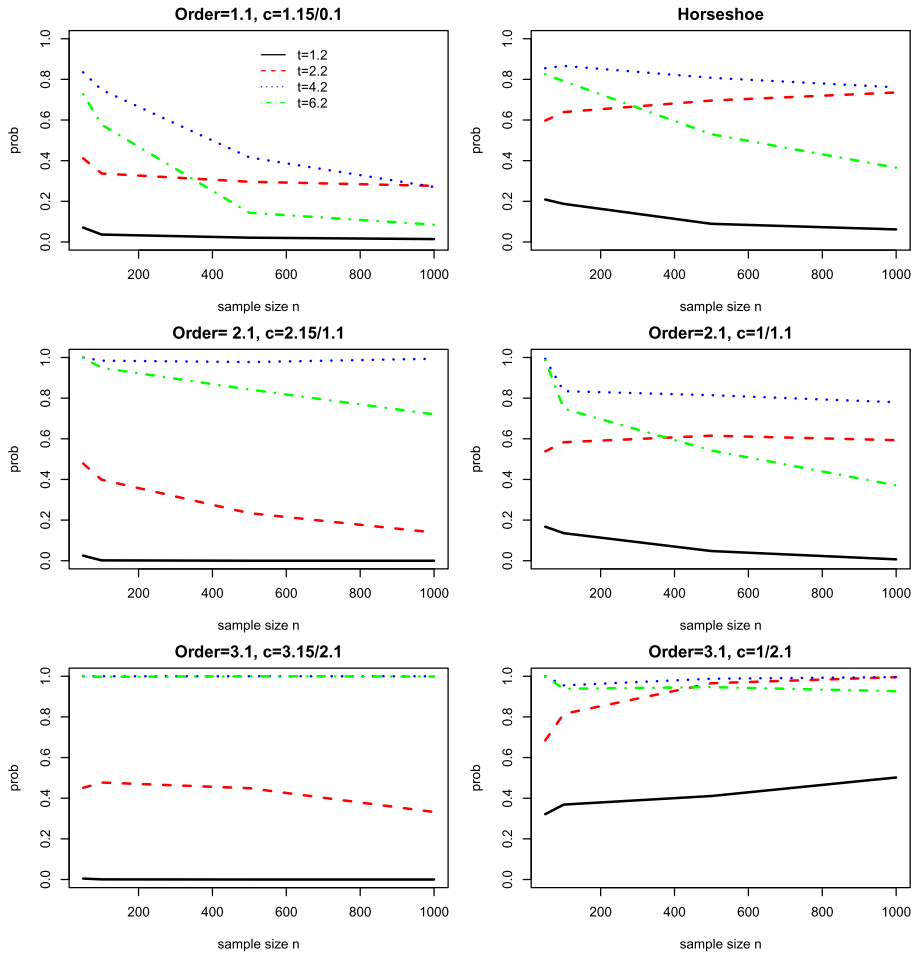 Order=1.1, c=1.15/0.1
prob
0.0 0.2 0.4 0.6 0.8 1.0
t=1.2
t=2.2
t=4.2
t=6.2
200 400 600 800 1000
sample size n
Horseshoe
prob
0.0 0.2 0.4 0.6 0.8 1.0
200 400 600 800 1000
sample size n
Order= 2.1, c=2.15/1.1
prob
0.0 0.2 0.4 0.6 0.8 1.0
200 400 600 800 1000
sample size n
Order=2.1, c=1/1.1
prob
0.0 0.2 0.4 0.6 0.8 1.0
200 400 600 800 1000
sample size n
Order=3.1, c=3.15/2.1
prob
0.0 0.2 0.4 0.6 0.8 1.0
200 400 600 800 1000
sample size n
Order=3.1, c=1/2.1
prob
0.0 0.2 0.4 0.6 0.8 1.0
200 400 600 800 1000
sample size n